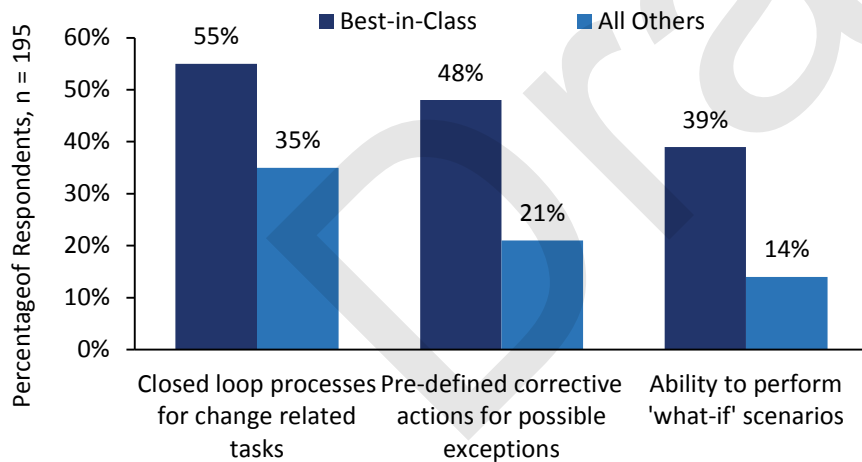 Best-in-Class
All Others
Percentageof Respondents, n = 195
60%
50%
40%
30%
20%
10%
0%
55%
35%
48%
21%
39%
14%
Closed loop processes
for change related
tasks
Pre-defined corrective
actions for possible
exceptions
Ability to perform
'what-if' scenarios